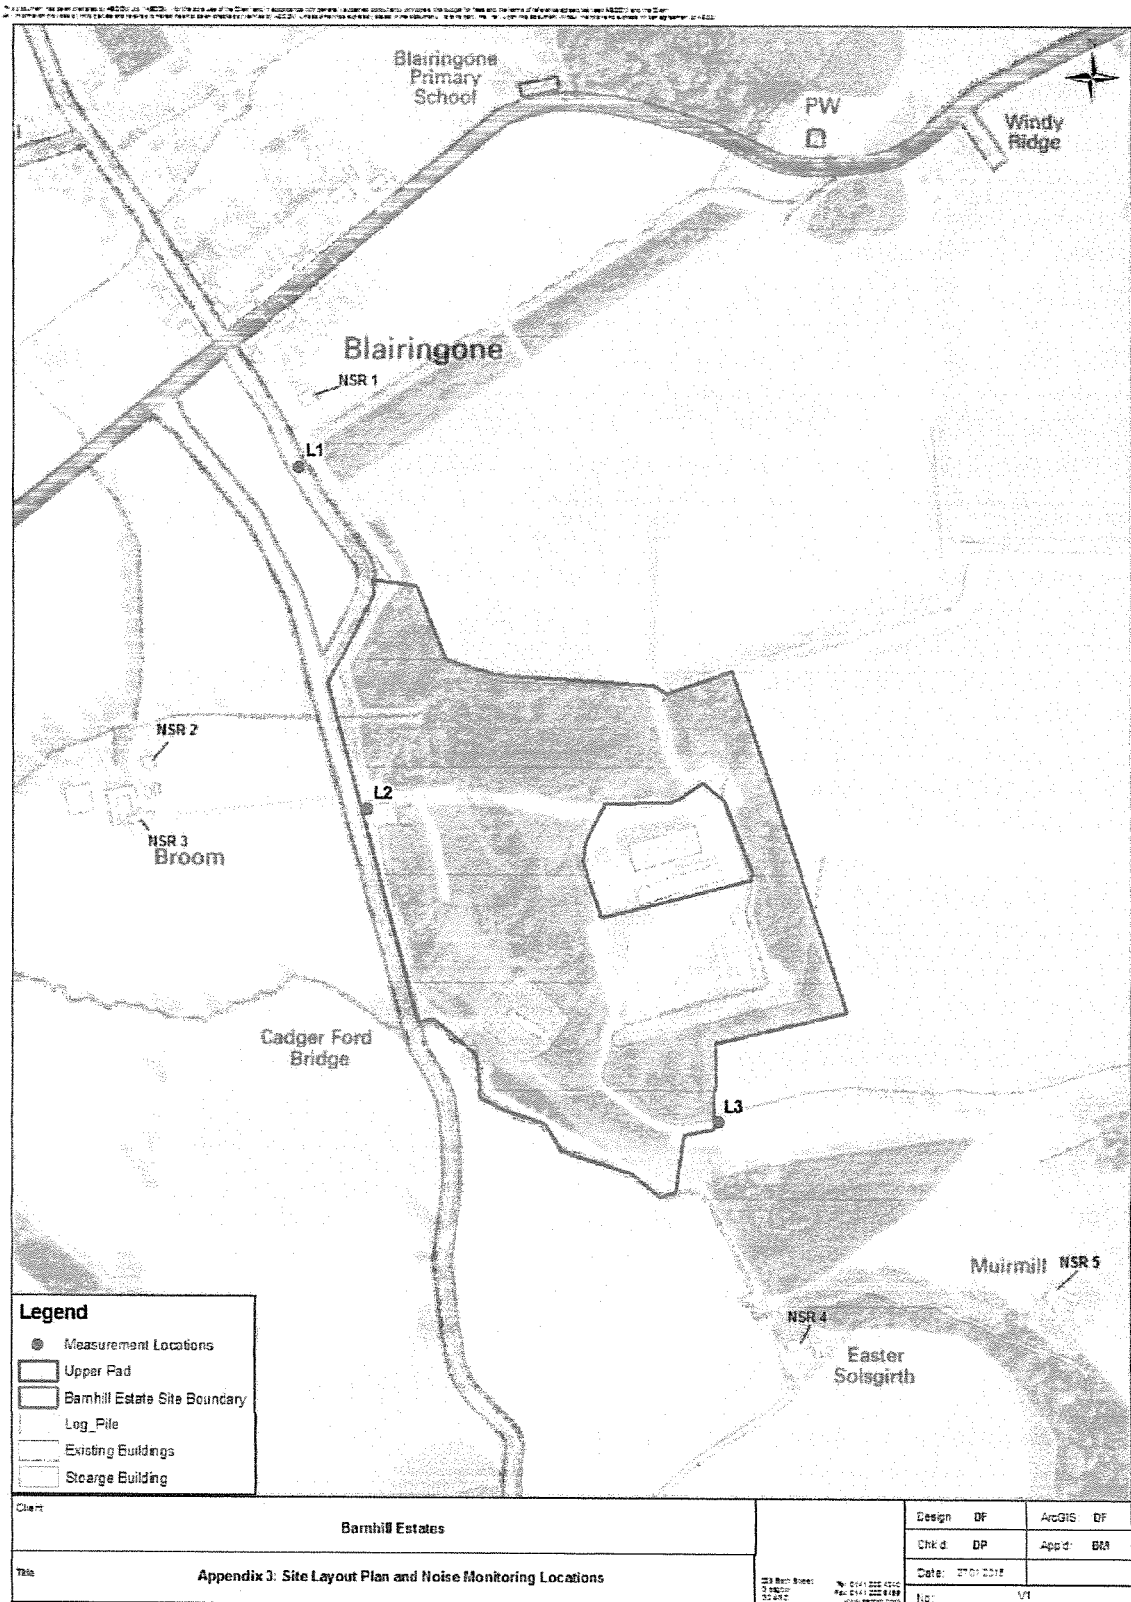 Blairingone
Primary
School
PW
Windy
Ridge
Blairingone
NSR 1
L1
NSR 2
L2
NSR 3
Broom
Cadger Ford
Bridge
L3
Muirmill NSR 5
NSR 4
Easter
Solsgirth
Legend
Measurement Locations
Upper Pad
Barnhill Estate Site Boundary
Log_Pile
Existing Buildings
Stoarge Building
Client
Barnhill Estates
Title
Appendix 3: Site Layout Plan and Noise Monitoring Locations
Design DF ArcGIS: DF
Chk'd: DP App'd: BM
Date:
No: V1